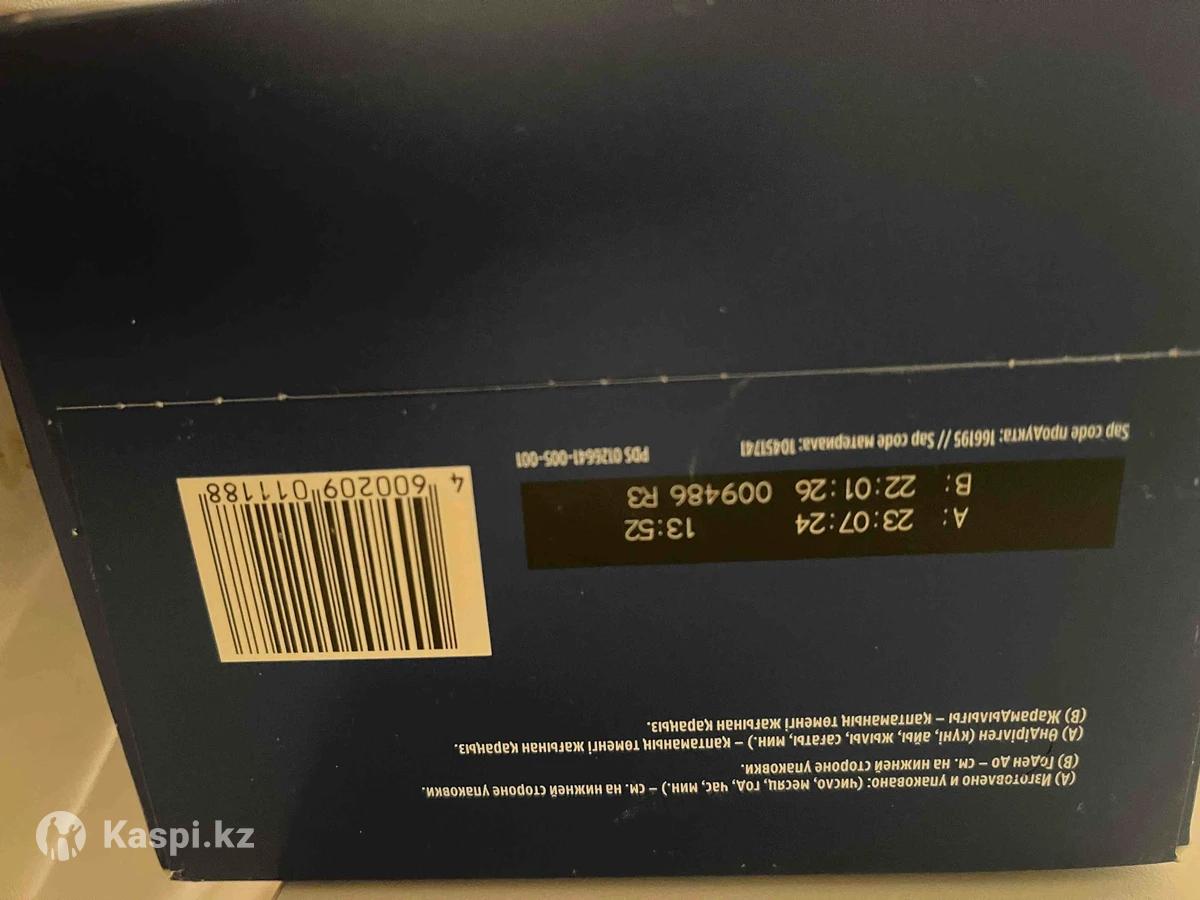 (A) Изготовлено и упаковано: (число, месяц, год, час, мин.) – см. на нижней стороне упаковки.
(B) Годен до – см. на нижней стороне упаковки.
(A) Өндірілген (күні, айы, жылы, сағаты, мин.) – қаптаманың төменгі жағынан қараңыз.
(B) Жарамдылығы – қаптаманың төменгі жағынан қараңыз.
A: 23:07:24 13:52
B: 22:01:26 009486 R3
4 600209 011188
Sap code продукта: 166195 // Sap code материала: 10451741
PDS 0126641-005-001
Kaspi.kz